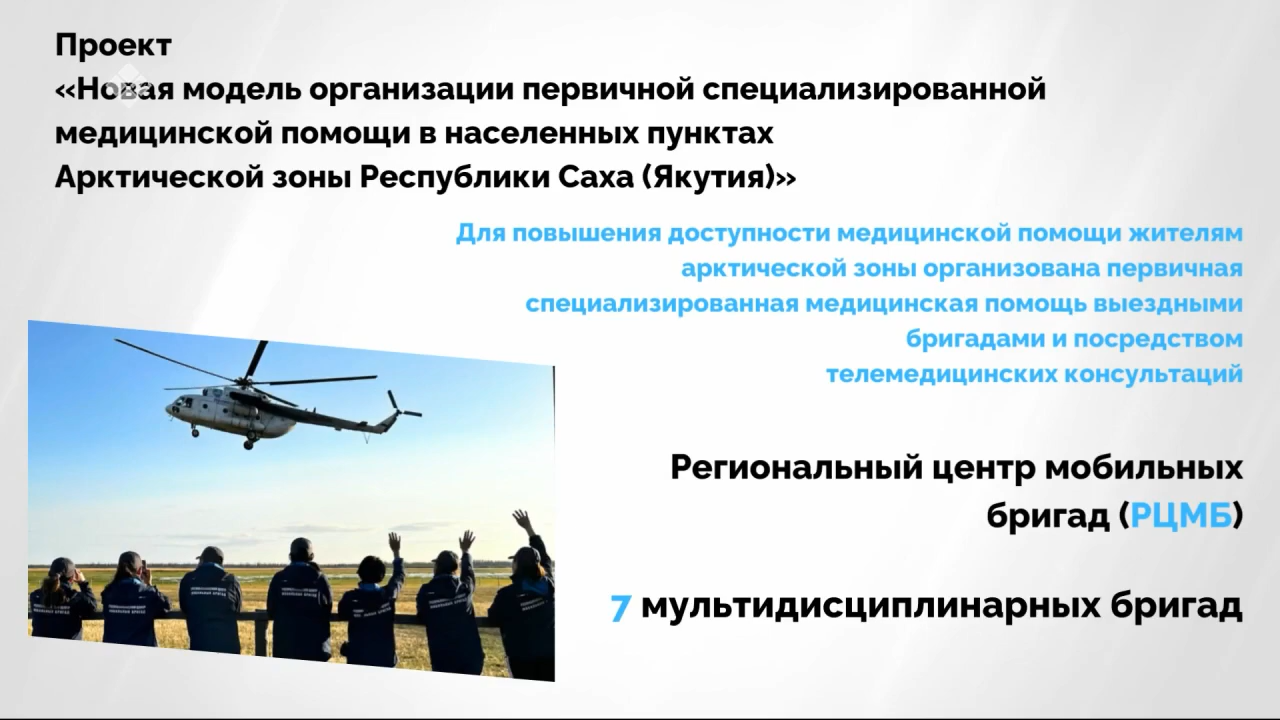 Проект
«Новая модель организации первичной специализированной
медицинской помощи в населенных пунктах
Арктической зоны Республики Саха (Якутия)»
Для повышения доступности медицинской помощи жителям
арктической зоны организована первичная
специализированная медицинская помощь выездными
бригадами и посредством
телемедицинских консультаций
Региональный центр мобильных
бригад (РЦМБ)
7 мультидисциплинарных бригад